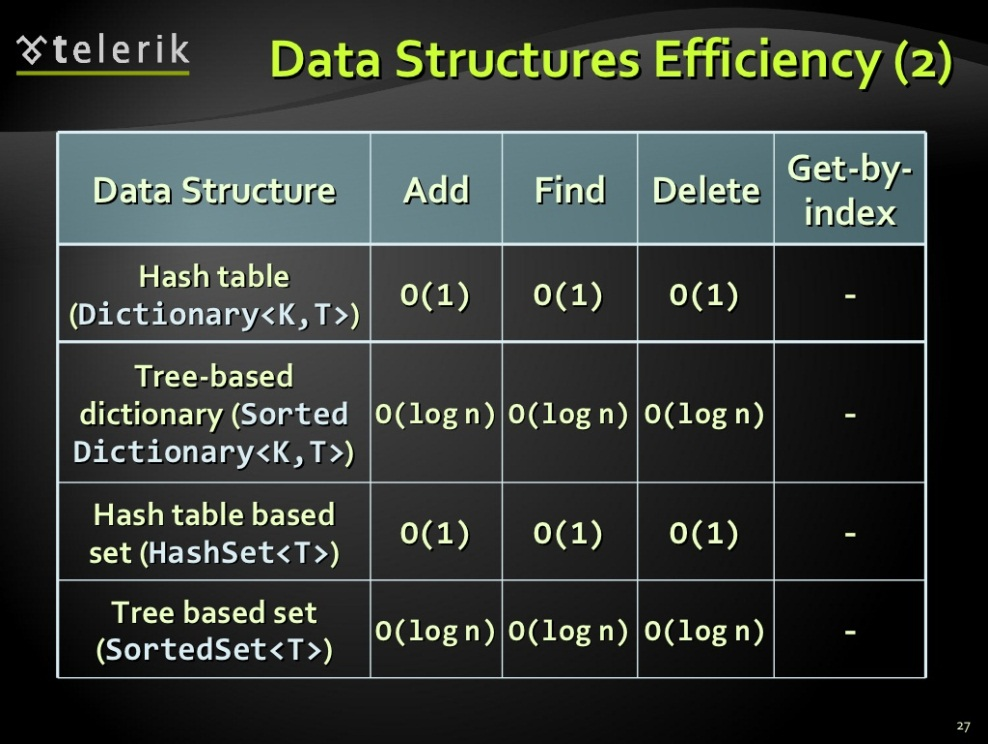 telerik
Data Structures Efficiency (2)
Data Structure Add Find Delete Get-by-
index
Hash table
(Dictionary<K,T>) O(1) O(1) O(1) -
Tree-based
dictionary (Sorted
Dictionary<K,T>) O(log n) O(log n) O(log n) -
Hash table based
set (HashSet<T>) O(1) O(1) O(1) -
Tree based set
(SortedSet<T>) O(log n) O(log n) O(log n) -
27